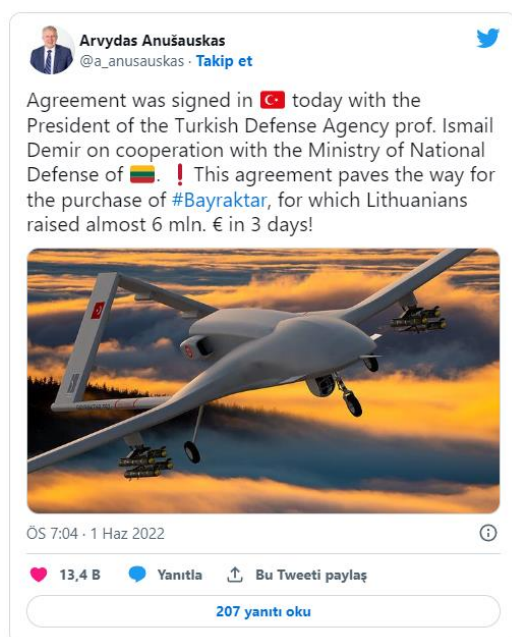 Arvydas Anušauskas
@a_anusauskas · Takip et
Agreement was signed in 🇹🇷 today with the
President of the Turkish Defense Agency prof. Ismail
Demir on cooperation with the Ministry of National
Defense of 🇱🇹. ❗ This agreement paves the way for
the purchase of #Bayraktar, for which Lithuanians
raised almost 6 mln. € in 3 days!
ÖS 7:04 · 1 Haz 2022
13,4 B Yanıtla Bu Tweeti paylaş
207 yanıtı oku